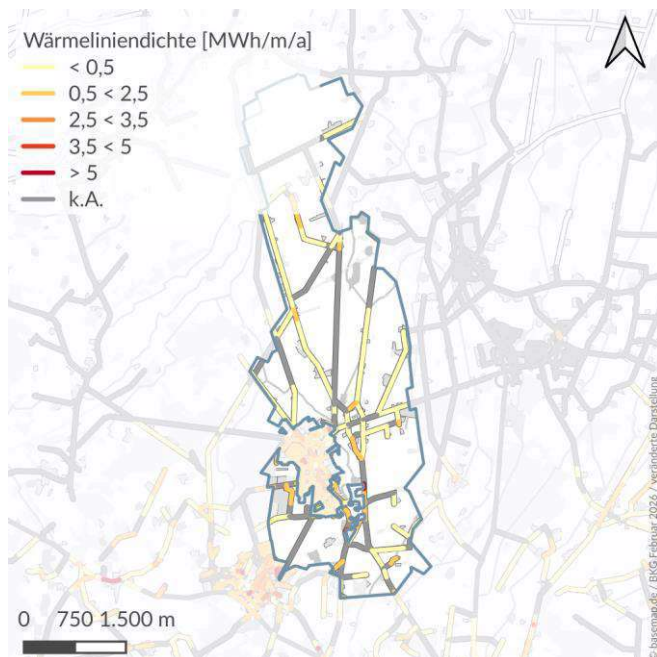 Wärmeliniendichte [MWh/m/a]
< 0,5
0,5 < 2,5
2,5 < 3,5
3,5 < 5
> 5
k.A.
0 750 1.500 m
© basemap.de / BKG Februar 2026 / veränderte Darstellung